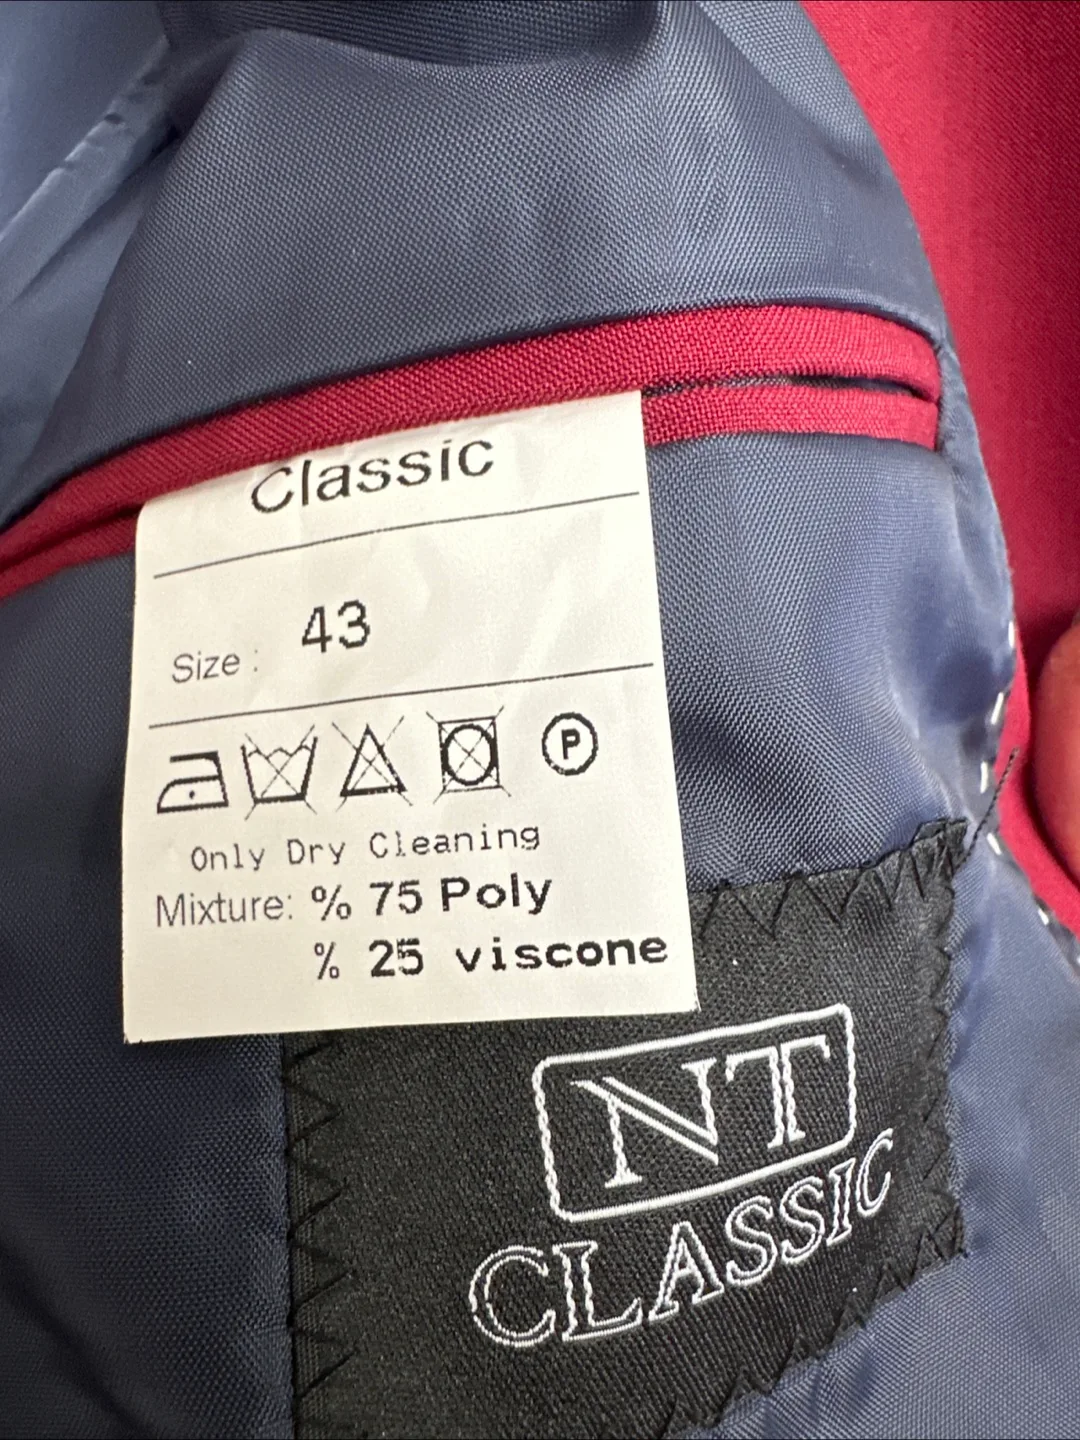 Classic
Size : 43
P
Only Dry Cleaning
Mixture: % 75 Poly
% 25 viscone
NT
CLASSIC